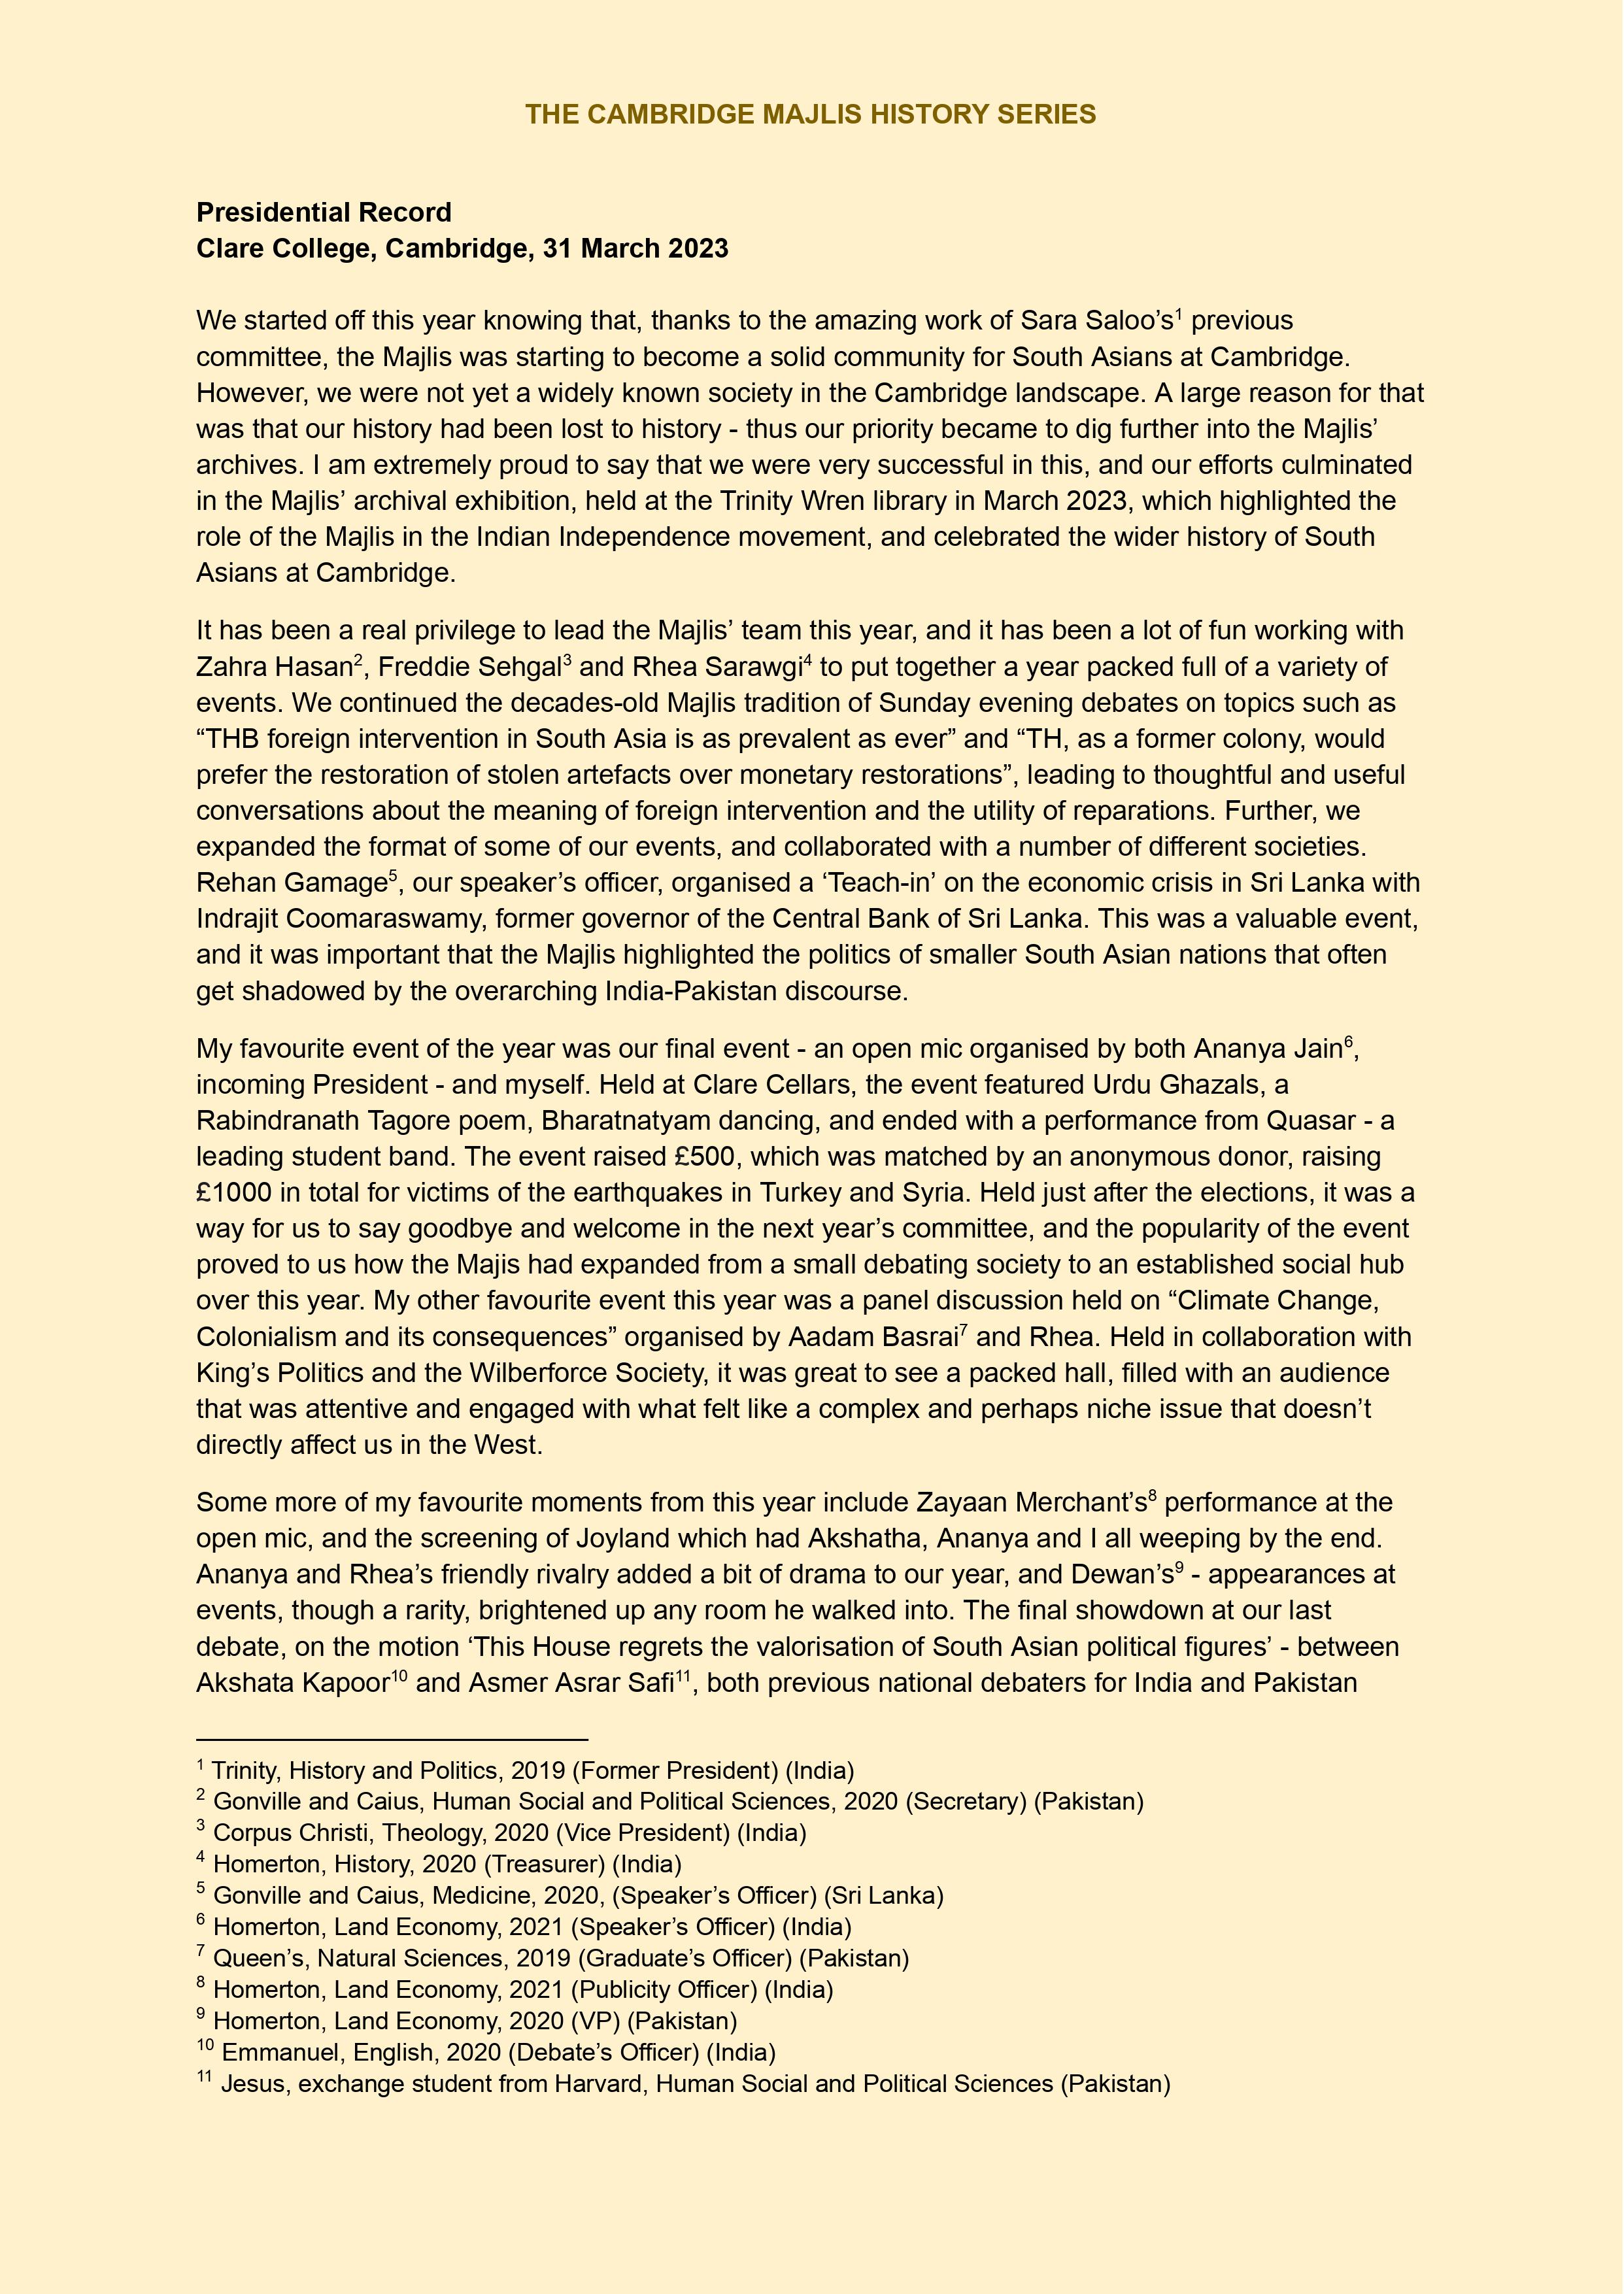 THE CAMBRIDGE MAJLIS HISTORY SERIES
Presidential Record
Clare College, Cambridge, 31 March 2023
We started off this year knowing that, thanks to the amazing work of Sara Saloo’s¹ previous
committee, the Majlis was starting to become a solid community for South Asians at Cambridge.
However, we were not yet a widely known society in the Cambridge landscape. A large reason for that
was that our history had been lost to history - thus our priority became to dig further into the Majlis’
archives. I am extremely proud to say that we were very successful in this, and our efforts culminated
in the Majlis’ archival exhibition, held at the Trinity Wren library in March 2023, which highlighted the
role of the Majlis in the Indian Independence movement, and celebrated the wider history of South
Asians at Cambridge.
It has been a real privilege to lead the Majlis’ team this year, and it has been a lot of fun working with
Zahra Hasan², Freddie Sehgal³ and Rhea Sarawgi⁴ to put together a year packed full of a variety of
events. We continued the decades-old Majlis tradition of Sunday evening debates on topics such as
“THB foreign intervention in South Asia is as prevalent as ever” and “TH, as a former colony, would
prefer the restoration of stolen artefacts over monetary restorations”, leading to thoughtful and useful
conversations about the meaning of foreign intervention and the utility of reparations. Further, we
expanded the format of some of our events, and collaborated with a number of different societies.
Rehan Gamage⁵, our speaker’s officer, organised a ‘Teach-in’ on the economic crisis in Sri Lanka with
Indrajit Coomaraswamy, former governor of the Central Bank of Sri Lanka. This was a valuable event,
and it was important that the Majlis highlighted the politics of smaller South Asian nations that often
get shadowed by the overarching India-Pakistan discourse.
My favourite event of the year was our final event - an open mic organised by both Ananya Jain⁶,
incoming President - and myself. Held at Clare Cellars, the event featured Urdu Ghazals, a
Rabindranath Tagore poem, Bharatnatyam dancing, and ended with a performance from Quasar - a
leading student band. The event raised £500, which was matched by an anonymous donor, raising
£1000 in total for victims of the earthquakes in Turkey and Syria. Held just after the elections, it was a
way for us to say goodbye and welcome in the next year’s committee, and the popularity of the event
proved to us how the Majis had expanded from a small debating society to an established social hub
over this year. My other favourite event this year was a panel discussion held on “Climate Change,
Colonialism and its consequences” organised by Aadam Basrai⁷ and Rhea. Held in collaboration with
King’s Politics and the Wilberforce Society, it was great to see a packed hall, filled with an audience
that was attentive and engaged with what felt like a complex and perhaps niche issue that doesn’t
directly affect us in the West.
Some more of my favourite moments from this year include Zayaan Merchant’s⁸ performance at the
open mic, and the screening of Joyland which had Akshatha, Ananya and I all weeping by the end.
Ananya and Rhea’s friendly rivalry added a bit of drama to our year, and Dewan’s⁹ - appearances at
events, though a rarity, brightened up any room he walked into. The final showdown at our last
debate, on the motion ‘This House regrets the valorisation of South Asian political figures’ - between
Akshata Kapoor¹⁰ and Asmer Asrar Safi¹¹, both previous national debaters for India and Pakistan
¹ Trinity, History and Politics, 2019 (Former President) (India)
² Gonville and Caius, Human Social and Political Sciences, 2020 (Secretary) (Pakistan)
³ Corpus Christi, Theology, 2020 (Vice President) (India)
⁴ Homerton, History, 2020 (Treasurer) (India)
⁵ Gonville and Caius, Medicine, 2020, (Speaker’s Officer) (Sri Lanka)
⁶ Homerton, Land Economy, 2021 (Speaker’s Officer) (India)
⁷ Queen’s, Natural Sciences, 2019 (Graduate’s Officer) (Pakistan)
⁸ Homerton, Land Economy, 2021 (Publicity Officer) (India)
⁹ Homerton, Land Economy, 2020 (VP) (Pakistan)
¹⁰ Emmanuel, English, 2020 (Debate’s Officer) (India)
¹¹ Jesus, exchange student from Harvard, Human Social and Political Sciences (Pakistan)